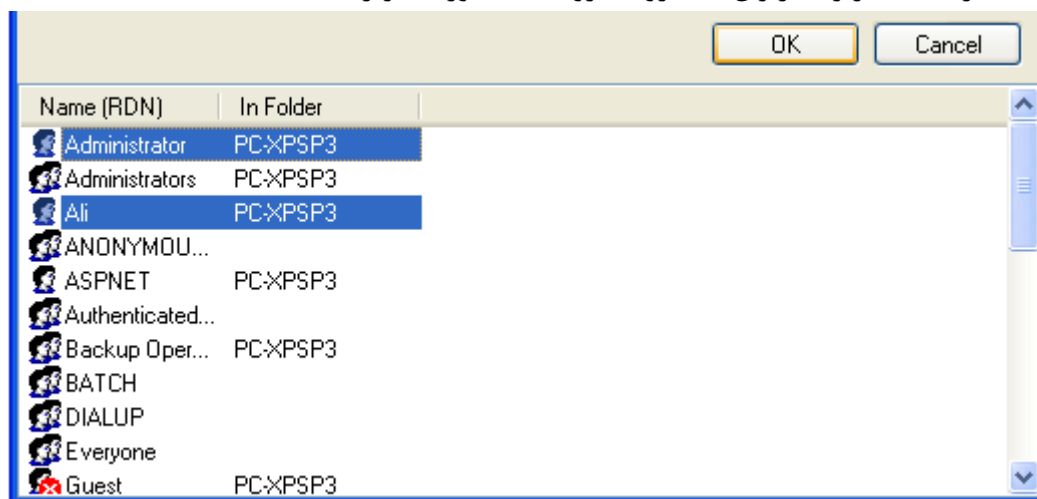 OK Cancel
Name (RDN) In Folder
Administrator PC-XPSP3
Administrators PC-XPSP3
Ali PC-XPSP3
ANONYMOU...
ASPNET PC-XPSP3
Authenticated...
Backup Oper... PC-XPSP3
BATCH
DIALUP
Everyone
Guest PC-XPSP3